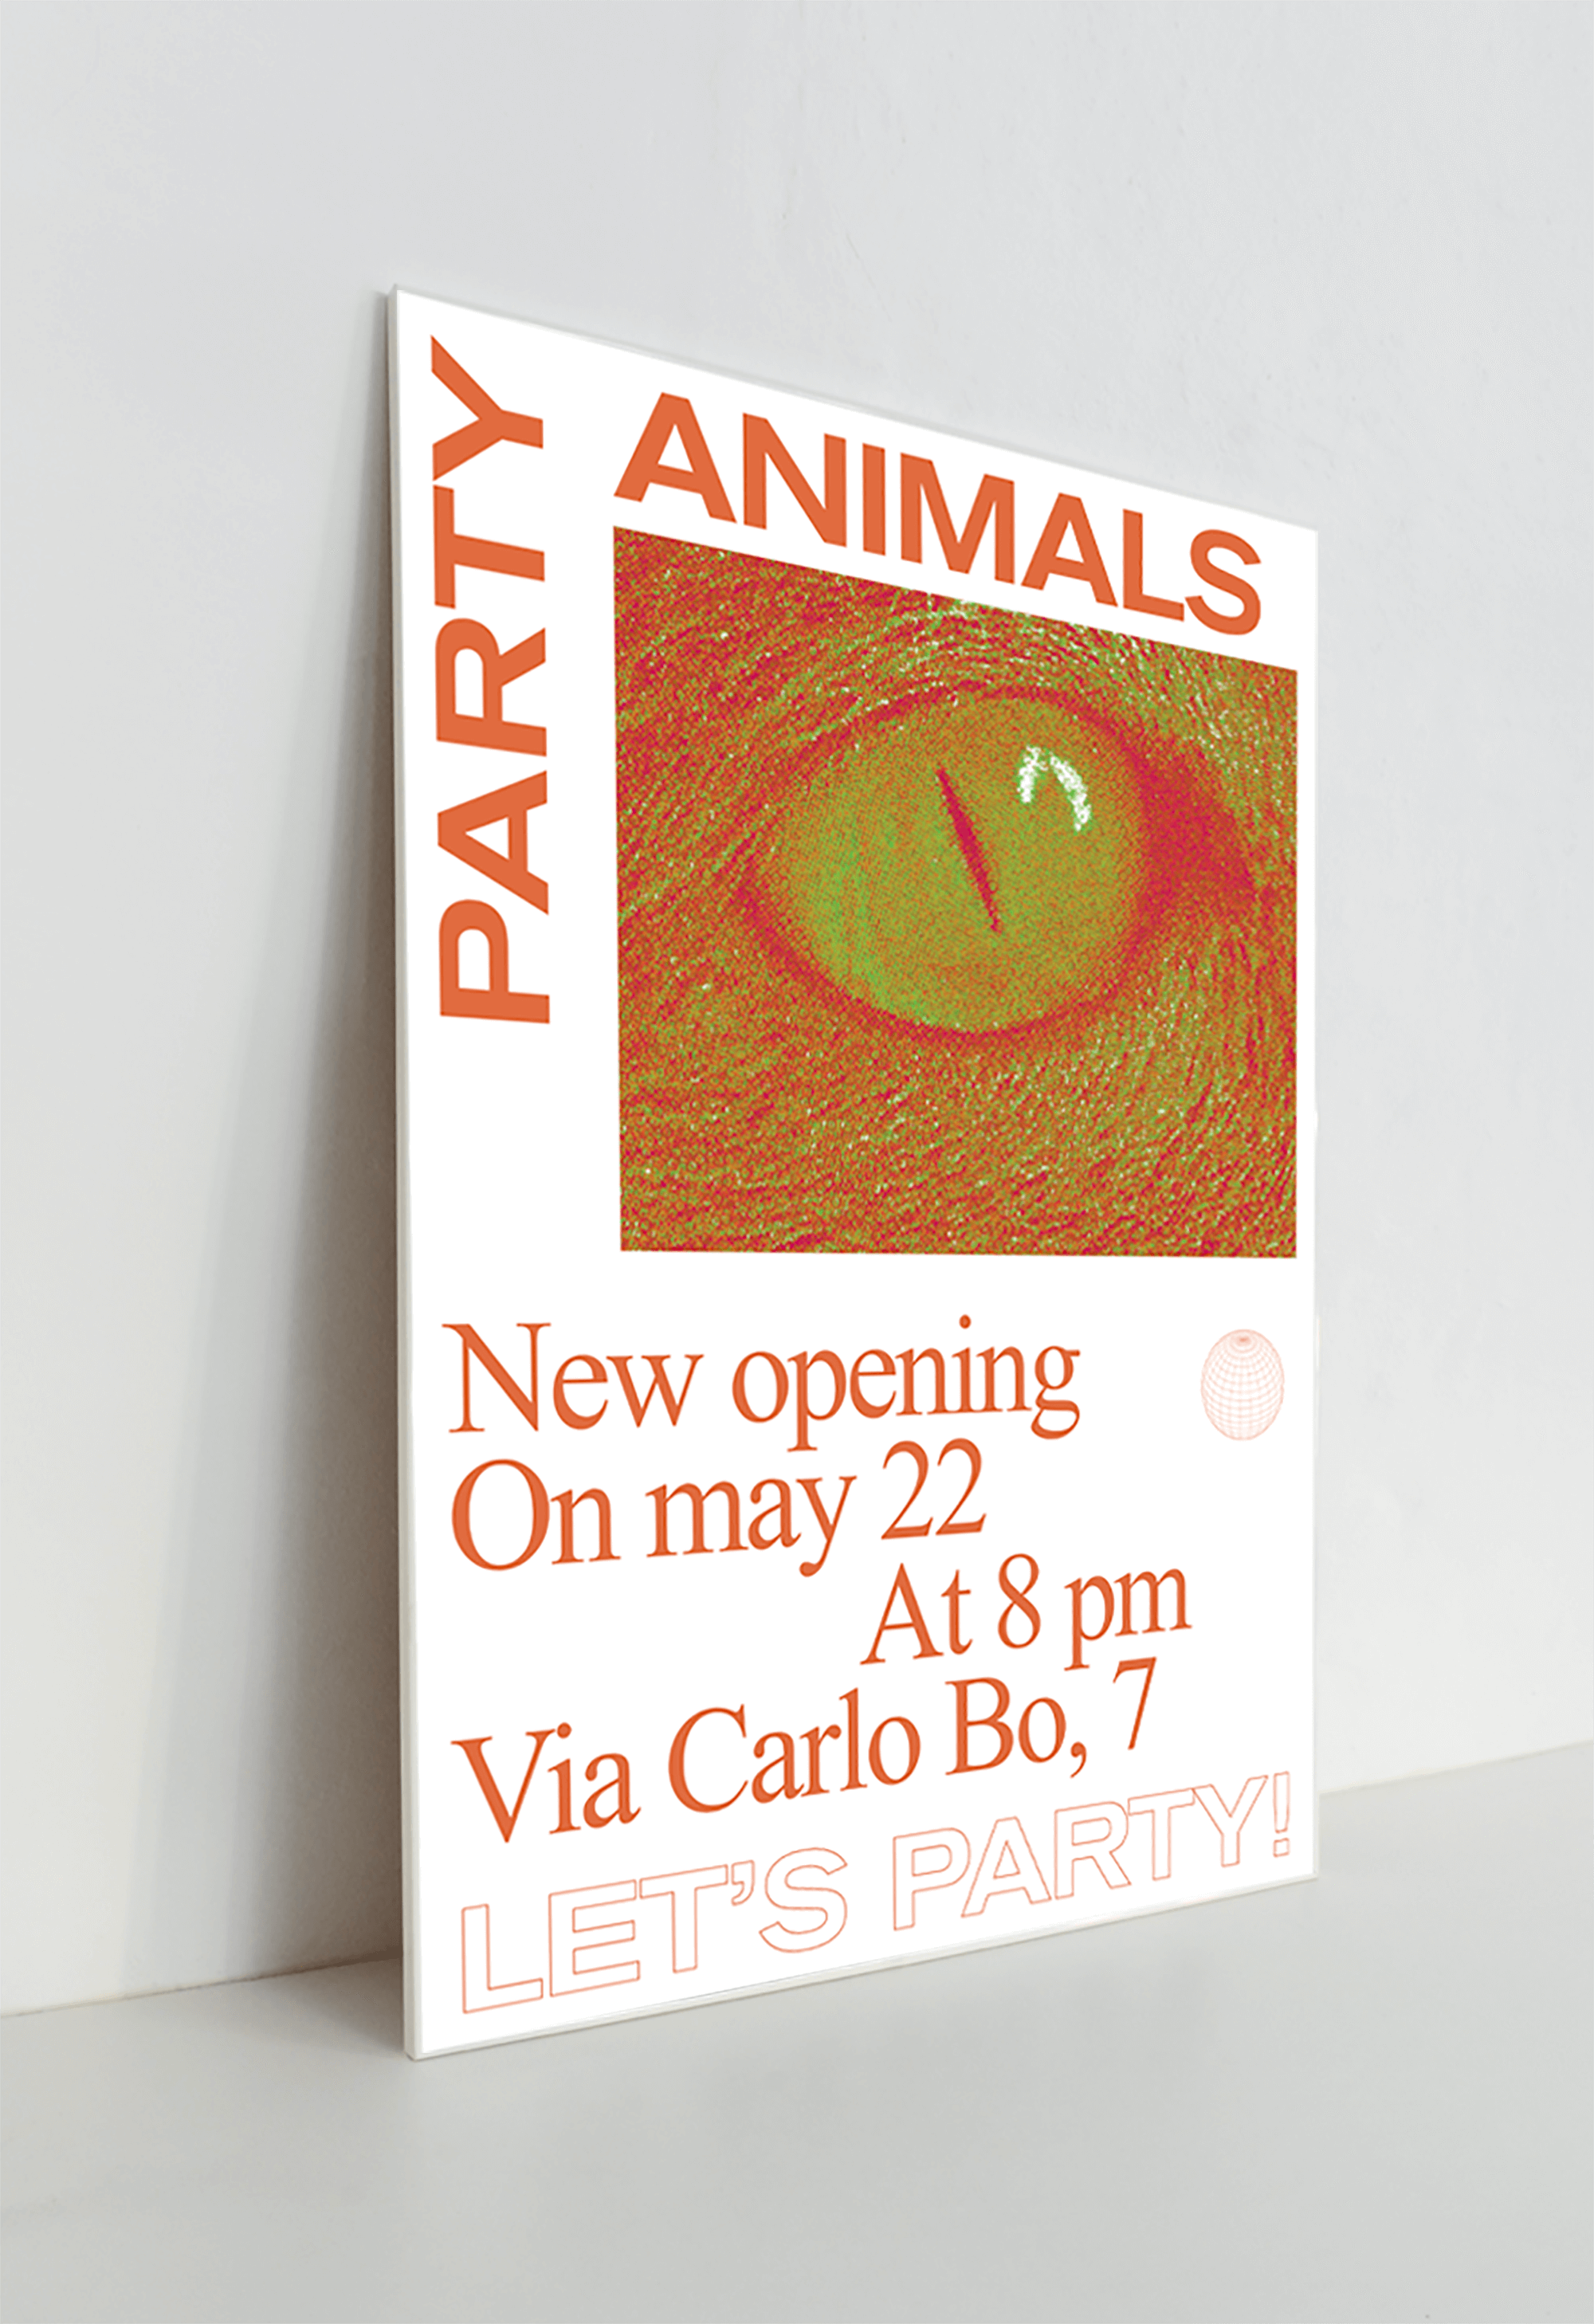 PARTY
ANIMALS
New opening
On may 22
At 8 pm
Via Carlo Bo, 7
LET'S PARTY!